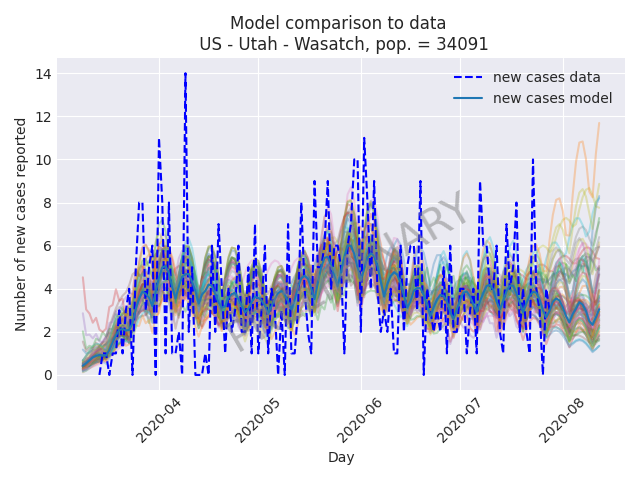 Model comparison to data
US - Utah - Wasatch, pop. = 34091
new cases data
new cases model
Number of new cases reported
14
12
10
8
6
4
2
0
2020-04
2020-05
2020-06
2020-07
2020-08
Day